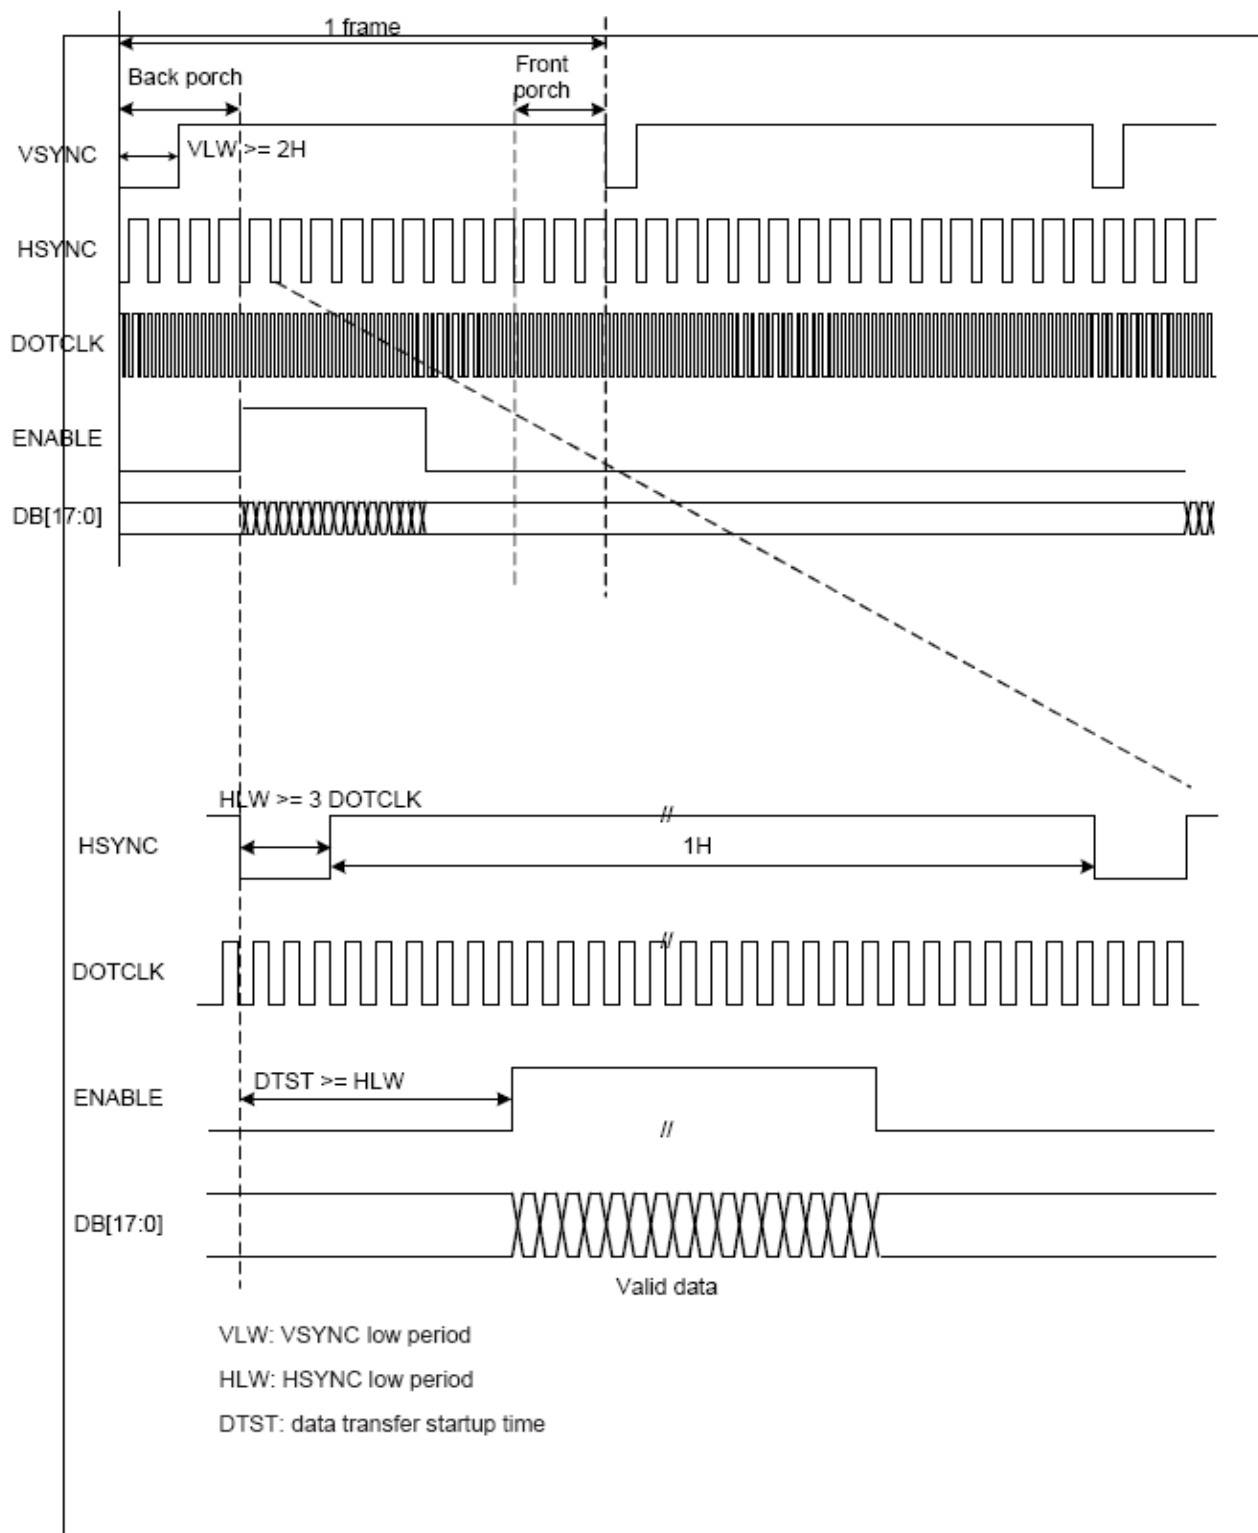 1 frame
Back porch
Front
porch
VSYNC
VLW >= 2H
HSYNC
DOTCLK
ENABLE
DB[17:0]
HLW >= 3 DOTCLK
//
HSYNC
1H
//
DOTCLK
DTST >= HLW
ENABLE
//
DB[17:0]
Valid data
VLW: VSYNC low period
HLW: HSYNC low period
DTST: data transfer startup time